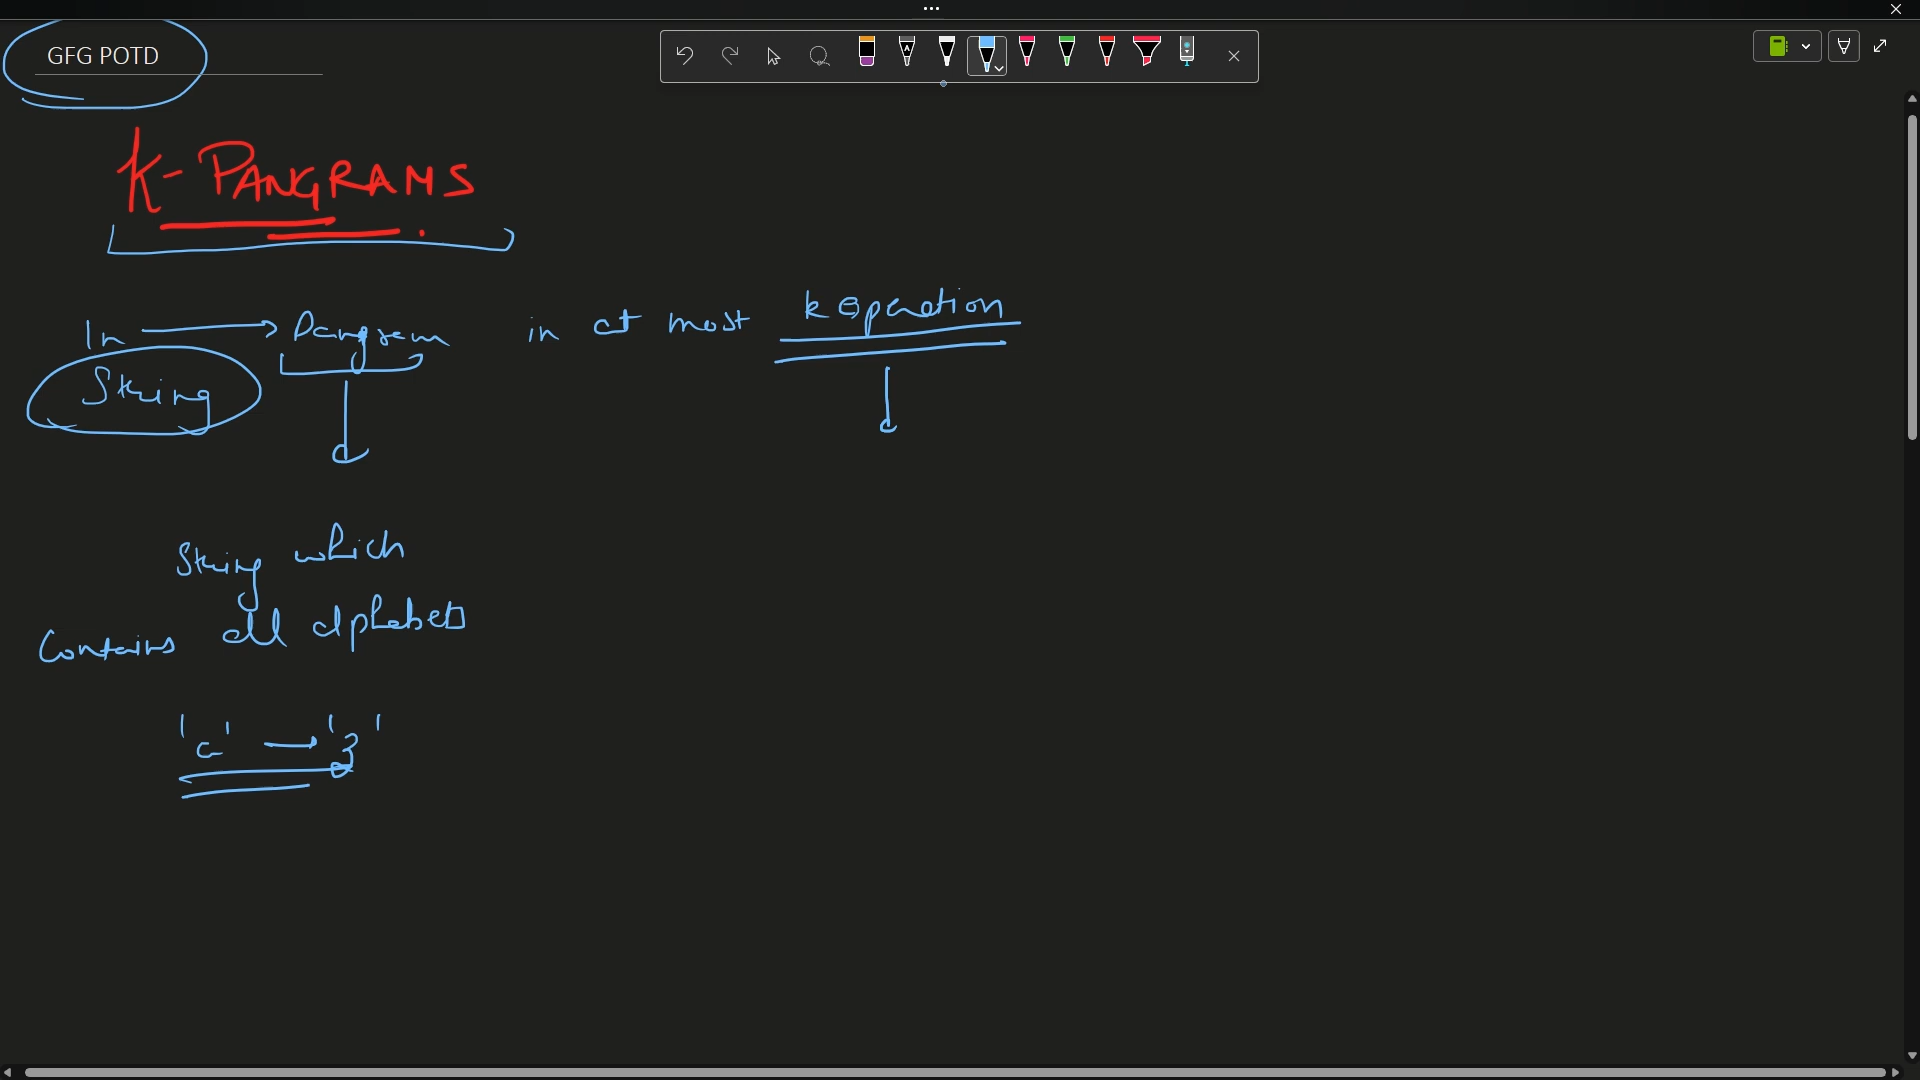 GFG POTD
K-PANGRAMS
In → Pangram in at most k operation
String
String which
Contains all alphabets
'a' → 'z'